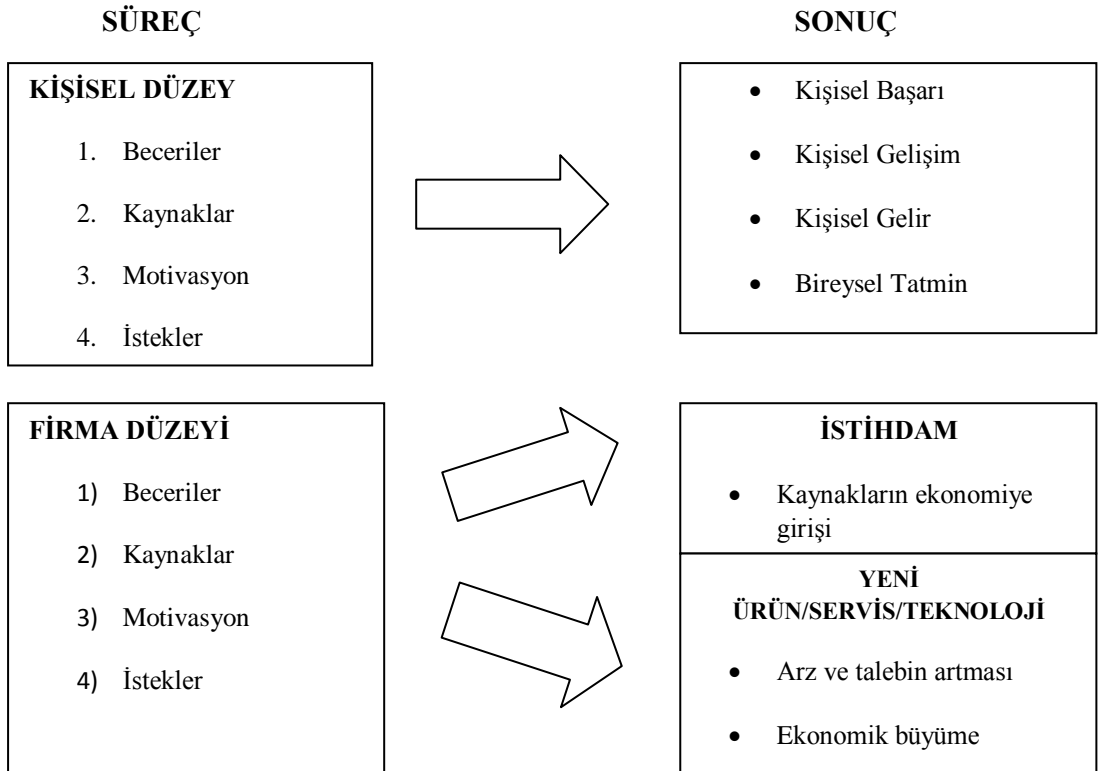 SÜREÇ
SONUÇ
KİŞİSEL DÜZEY
1. Beceriler
2. Kaynaklar
3. Motivasyon
4. İstekler
• Kişisel Başarı
• Kişisel Gelişim
• Kişisel Gelir
• Bireysel Tatmin
FİRMA DÜZEYİ
1) Beceriler
2) Kaynaklar
3) Motivasyon
4) İstekler
İSTİHDAM
• Kaynakların ekonomiye
girişi
YENİ
ÜRÜN/SERVİS/TEKNOLOJİ
• Arz ve talebin artması
• Ekonomik büyüme